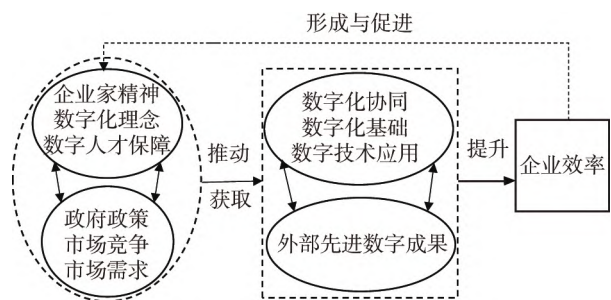 形成与促进
企业家精神
数字化理念
数字人才保障
政府政策
市场竞争
市场需求
推动
获取
数字化协同
数字化基础
数字技术应用
外部先进数字成果
提升
企业效率